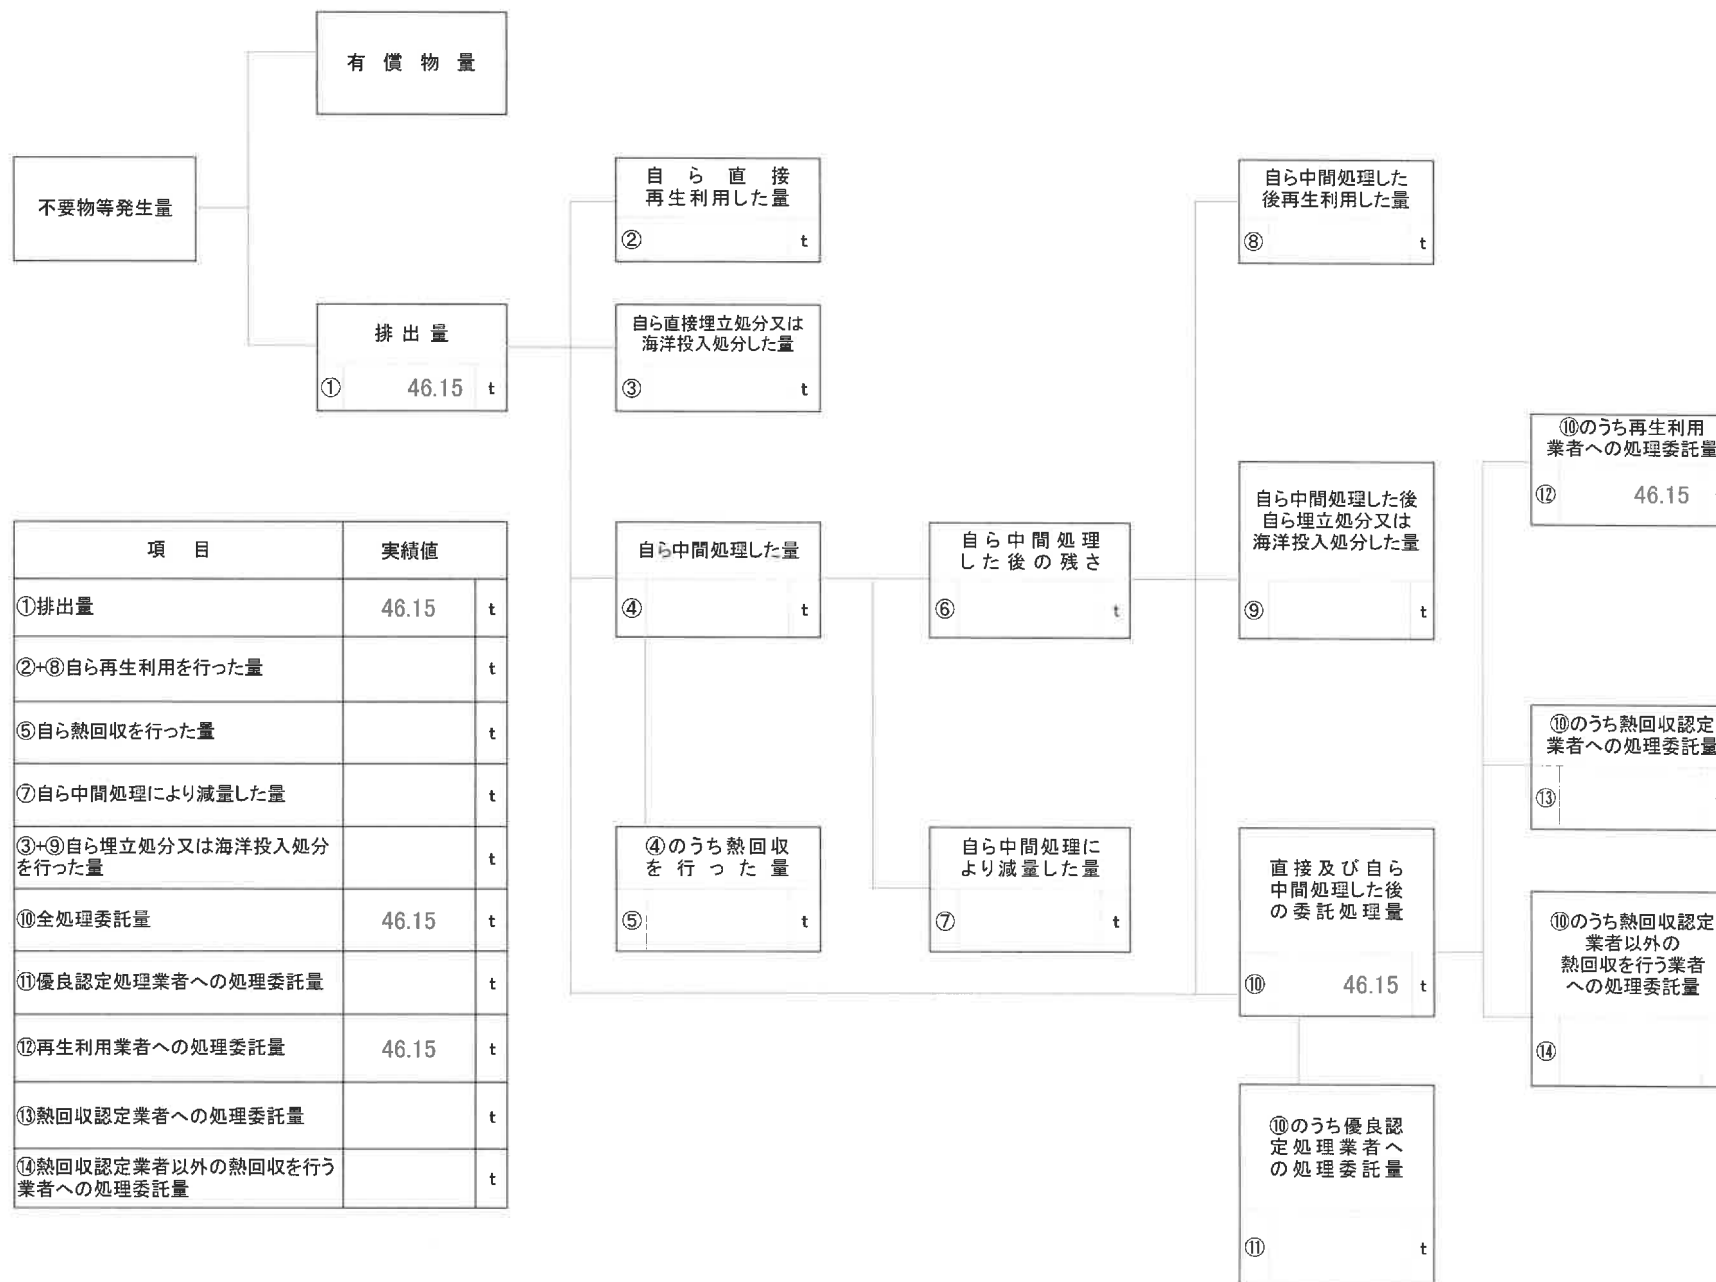 有償物量
不要物等発生量
排出量
① 46.15 t
自ら直接
再生利用した量
② t
自ら直接埋立処分又は
海洋投入処分した量
③ t
自ら中間処理した量
④ t
④のうち熱回収
を行った量
⑤ t
自ら中間処理
した後の残さ
⑥ t
自ら中間処理に
より減量した量
⑦ t
自ら中間処理した
後再生利用した量
⑧ t
自ら中間処理した後
自ら埋立処分又は
海洋投入処分した量
⑨ t
直接及び自ら
中間処理した後
の委託処理量
⑩ 46.15 t
⑩のうち優良認
定処理業者へ
の処理委託量
⑪ t
⑩のうち再生利用
業者への処理委託量
⑫ 46.15
⑩のうち熱回収認定
業者への処理委託量
⑬
⑩のうち熱回収認定
業者以外の
熱回収を行う業者
への処理委託量
⑭
項目 実績値
①排出量 46.15 t
②+⑧自ら再生利用を行った量 t
⑤自ら熱回収を行った量 t
⑦自ら中間処理により減量した量 t
③+⑨自ら埋立処分又は海洋投入処分
を行った量 t
⑩全処理委託量 46.15 t
⑪優良認定処理業者への処理委託量 t
⑫再生利用業者への処理委託量 46.15 t
⑬熱回収認定業者への処理委託量 t
⑭熱回収認定業者以外の熱回収を行う
業者への処理委託量 t